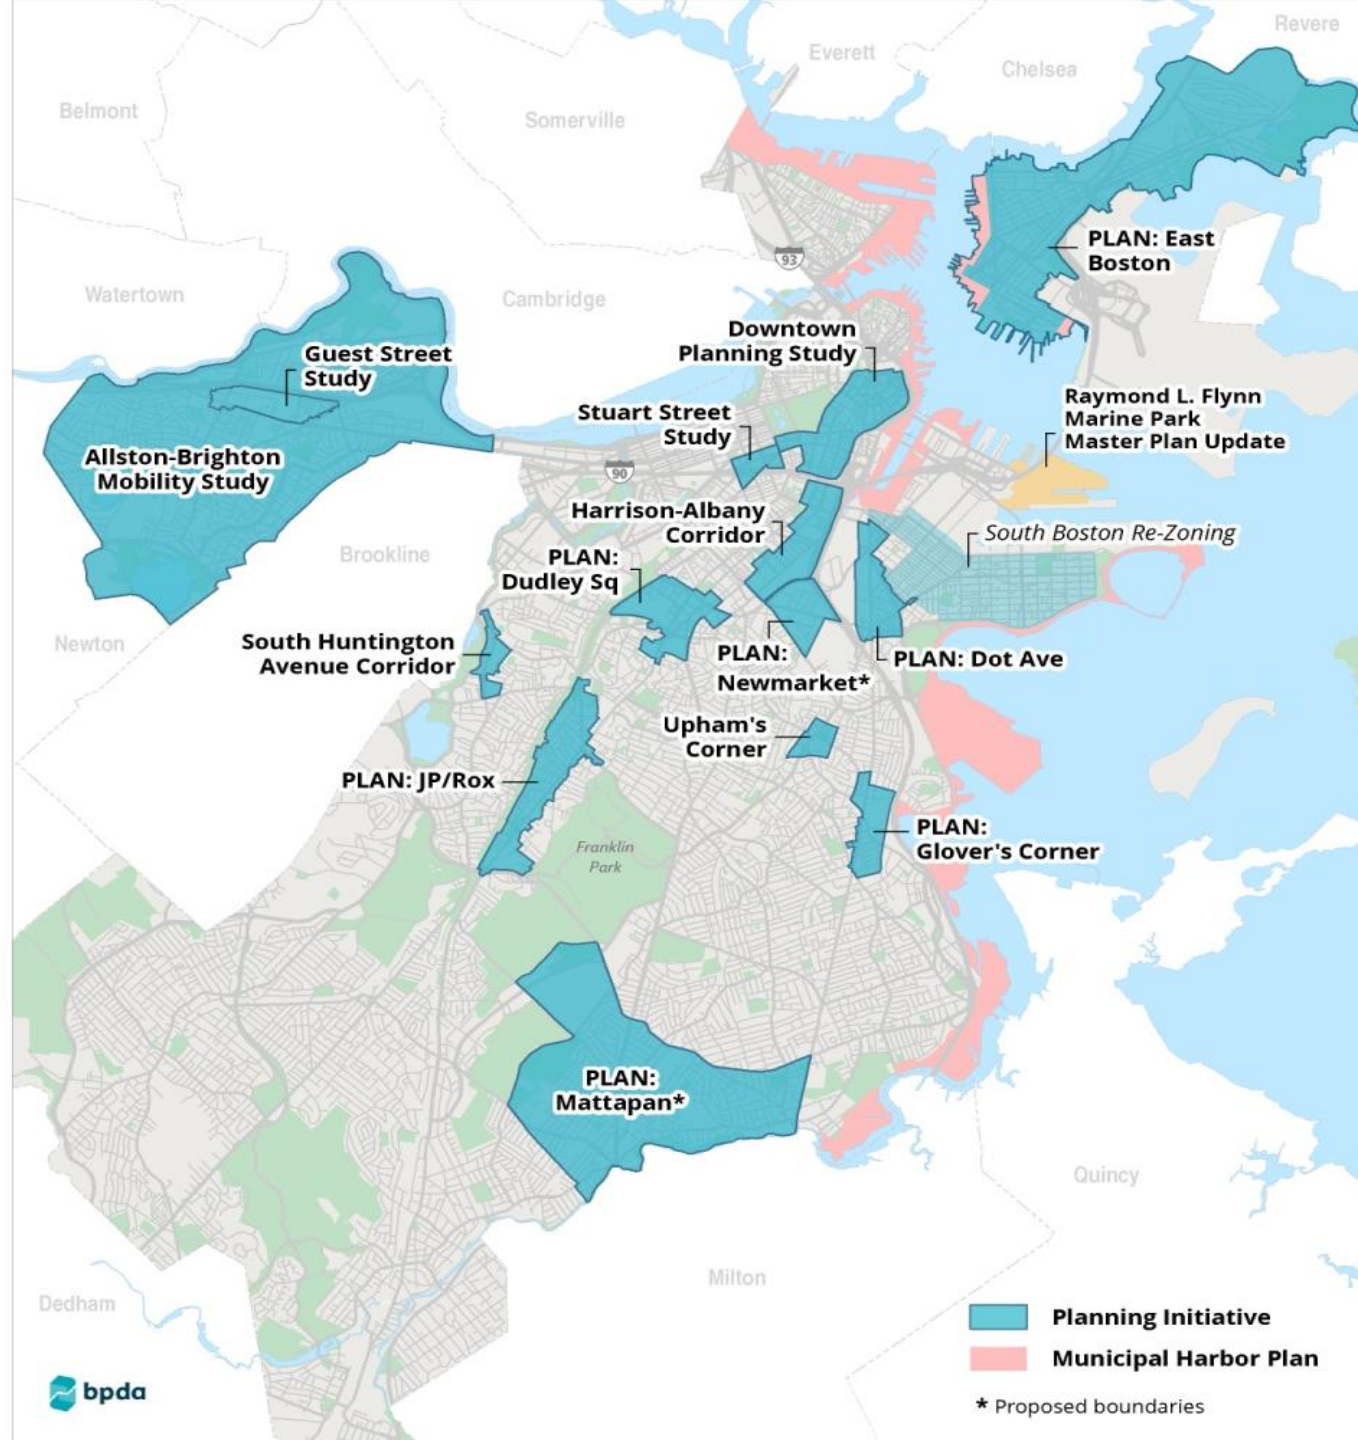 Revere
Everett
Chelsea
Belmont
Somerville
93
PLAN: East
Boston
Watertown
Cambridge
Downtown
Planning Study
Guest Street
Study
Raymond L. Flynn
Marine Park
Master Plan Update
Stuart Street
Study
Allston-Brighton
Mobility Study
90
Harrison-Albany
Corridor
South Boston Re-Zoning
Brookline
PLAN:
Dudley Sq
Newton
South Huntington
Avenue Corridor
PLAN:
Newmarket*
PLAN: Dot Ave
Upham's
Corner
PLAN: JP/Rox
PLAN:
Glover's Corner
Franklin
Park
PLAN:
Mattapan*
Quincy
Milton
Dedham
Planning Initiative
Municipal Harbor Plan
* Proposed boundaries
bpda